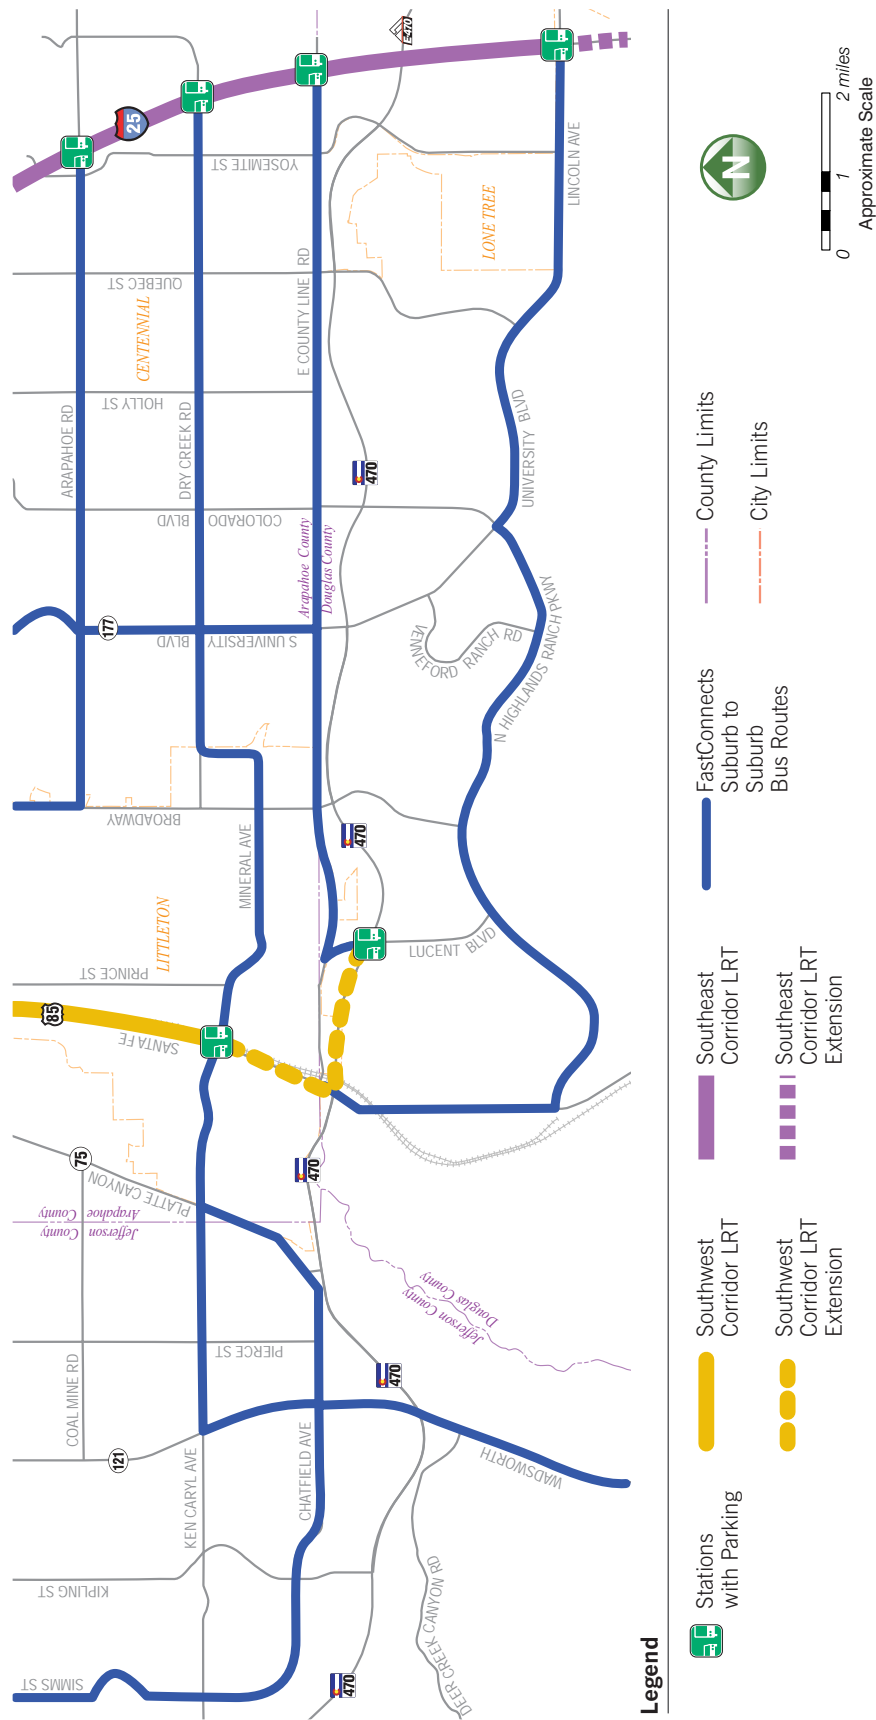 SIMMS ST
KIPLING ST
KEN CARYL AVE
121
COAL MINE RD
PIERCE ST
CHATFIELD AVE
WADSWORTH
DEER CREEK CANYON RD
470
470
470
Jefferson County
Arapahoe County
Jefferson County
Douglas County
75
PLATTE CANYON
SANTA FE
85
PRINCE ST
LITTLETON
MINERAL AVE
BROADWAY
LUCENT BLVD
470
N HIGHLANDS RANCH PKWY
VENNEFORD RANCH RD
177
S UNIVERSITY BLVD
Arapahoe County
Douglas County
COLORADO BLVD
ARAPAHOE RD
DRY CREEK RD
E COUNTY LINE RD
HOLLY ST
CENTENNIAL
QUEBEC ST
470
UNIVERSITY BLVD
LONE TREE
YOSEMITE ST
LINCOLN AVE
25
E-470
Legend
Stations
with Parking
Southwest
Corridor LRT
Southwest
Corridor LRT
Extension
Southeast
Corridor LRT
Southeast
Corridor LRT
Extension
FastConnects
Suburb to
Suburb
Bus Routes
County Limits
City Limits
N
0 1 2 miles
Approximate Scale